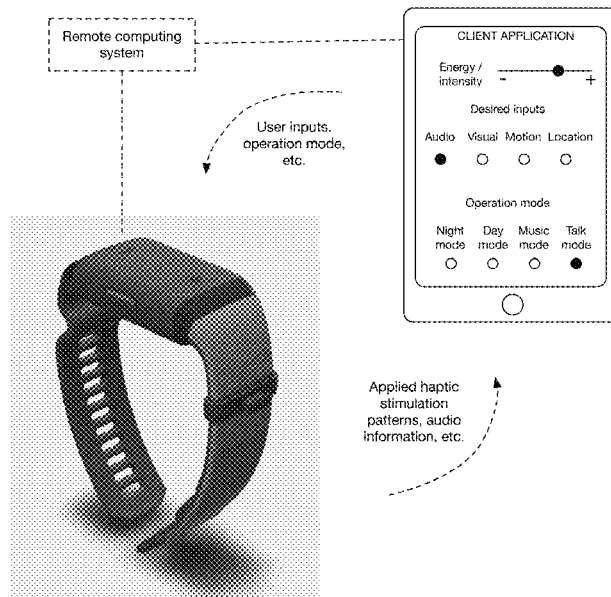 Remote computing
system
CLIENT APPLICATION
Energy /
intensity
- +
Desired inputs
Audio Visual Motion Location
Operation mode
Night Day Music Talk
mode mode mode mode
User inputs.
operation mode,
etc.
Applied haptic
stimulation
patterns, audio
information, etc.